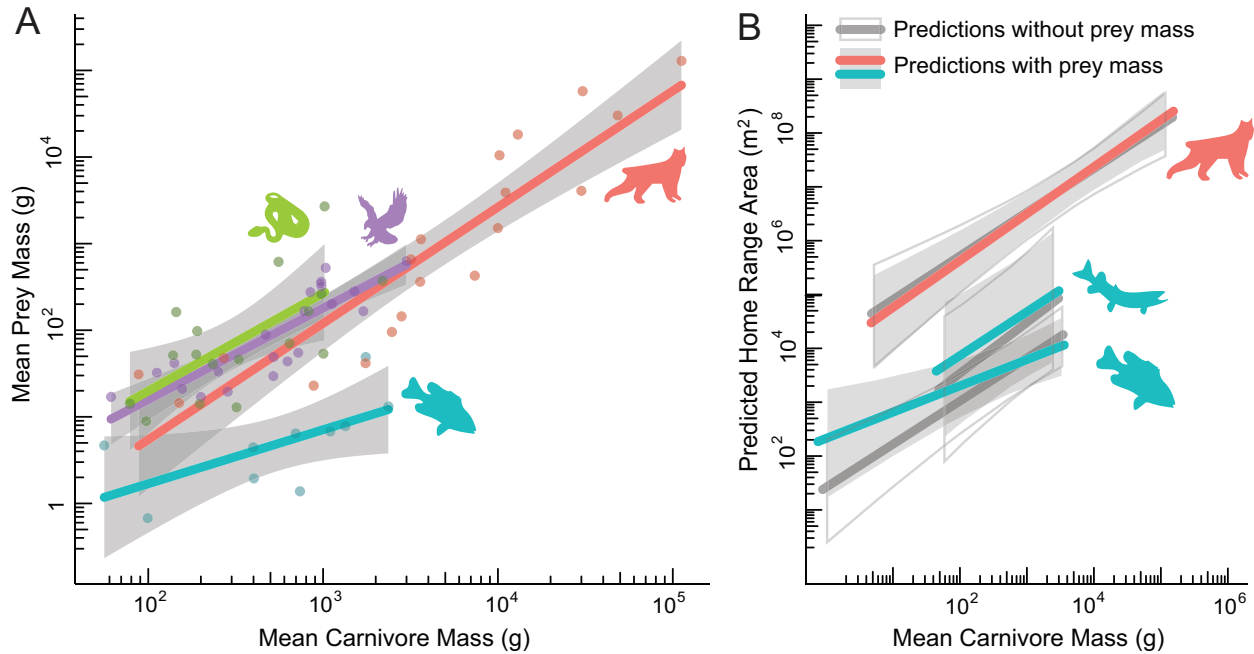 A
Mean Prey Mass (g)
10^4
10^2
1
10^2
10^3
10^4
10^5
Mean Carnivore Mass (g)
B
Predictions without prey mass
Predictions with prey mass
Predicted Home Range Area (m^2)
10^8
10^6
10^4
10^2
10^2
10^4
10^6
Mean Carnivore Mass (g)